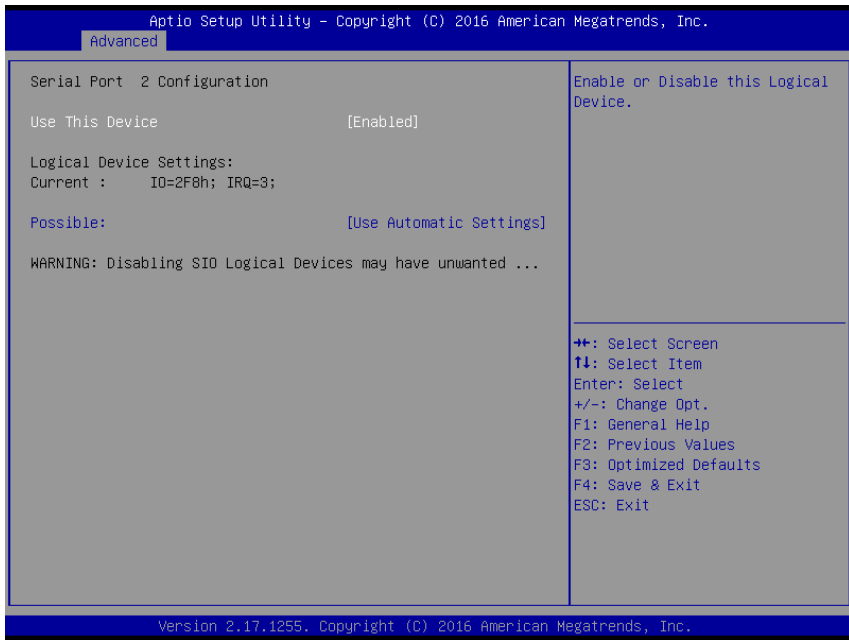 Aptio Setup Utility – Copyright (C) 2016 American Megatrends, Inc.
Advanced
Serial Port 2 Configuration
Use This Device [Enabled]
Logical Device Settings:
Current : IO=2F8h; IRQ=3;
Possible: [Use Automatic Settings]
WARNING: Disabling SIO Logical Devices may have unwanted ...
Enable or Disable this Logical
Device.
→←: Select Screen
↑↓: Select Item
Enter: Select
+/-: Change Opt.
F1: General Help
F2: Previous Values
F3: Optimized Defaults
F4: Save & Exit
ESC: Exit
Version 2.17.1255. Copyright (C) 2016 American Megatrends, Inc.